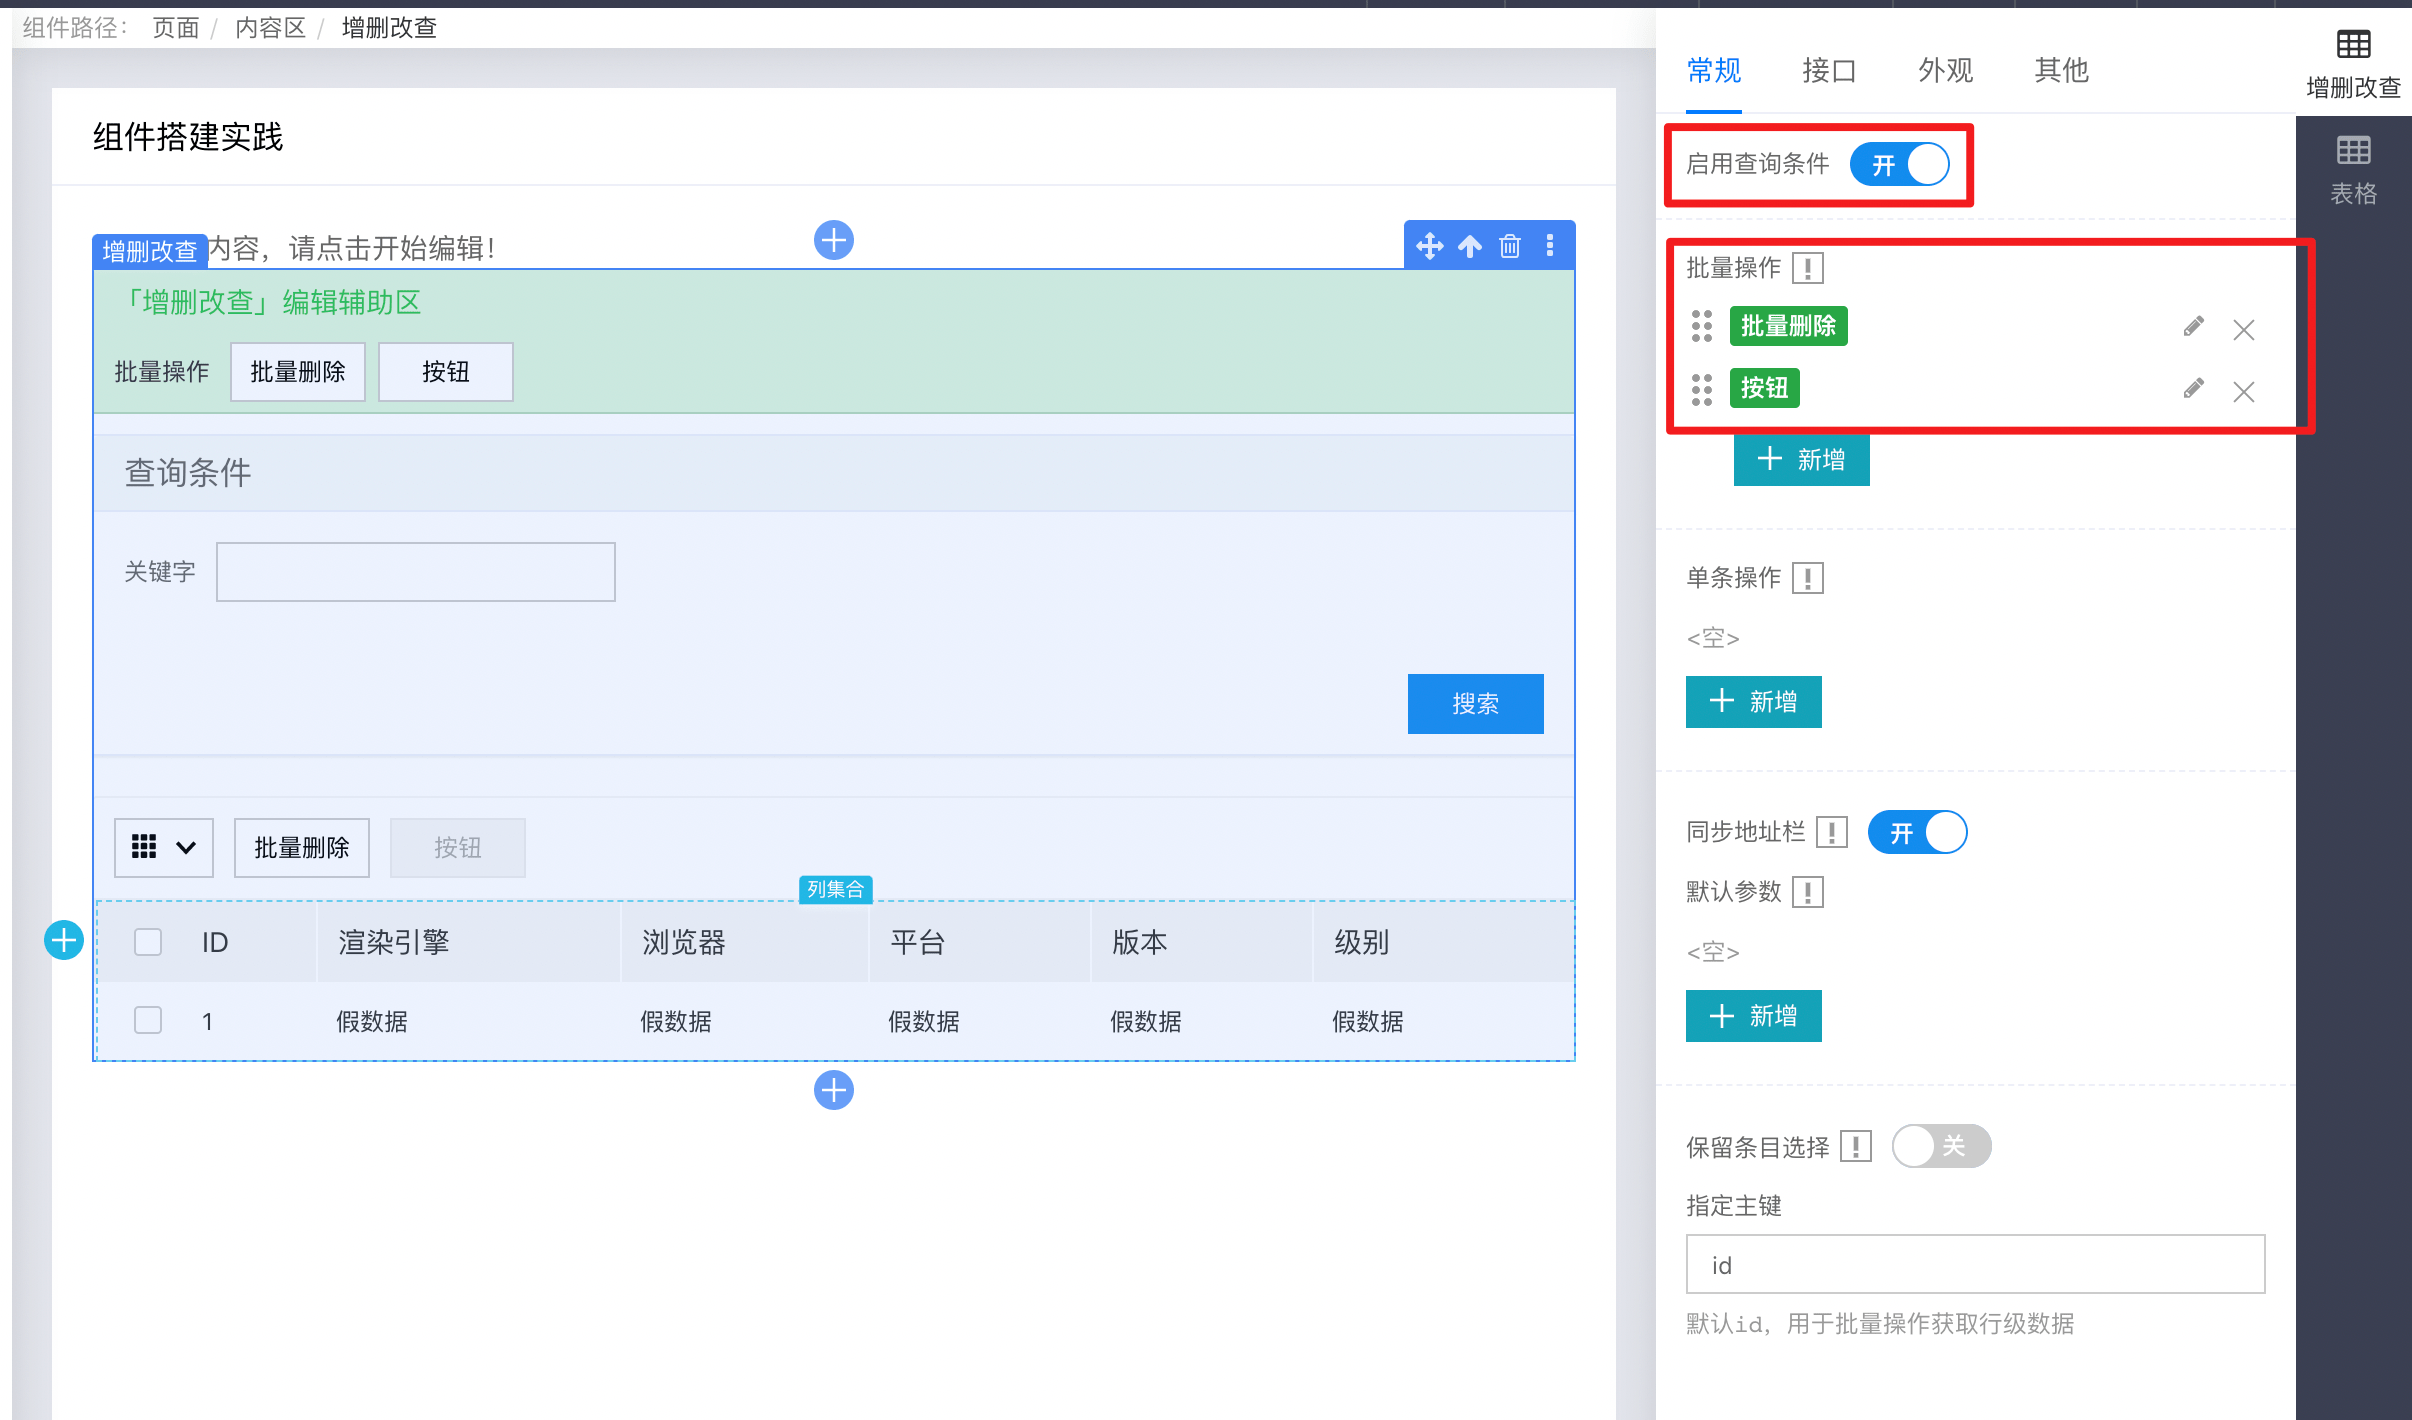 组件路径： 页面 / 内容区 / 增删改查
组件搭建实践
增删改查 内容，请点击开始编辑！
「增删改查」编辑辅助区
批量操作 批量删除 按钮
查询条件
关键字
搜索
批量删除 按钮
列集合
ID 渲染引擎 浏览器 平台 版本 级别
1 假数据 假数据 假数据 假数据 假数据
常规 接口 外观 其他
启用查询条件 开
批量操作
批量删除
按钮
新增
单条操作
<空>
新增
同步地址栏 开
默认参数
<空>
新增
保留条目选择 关
指定主键
id
默认id，用于批量操作获取行级数据
增删改查
表格